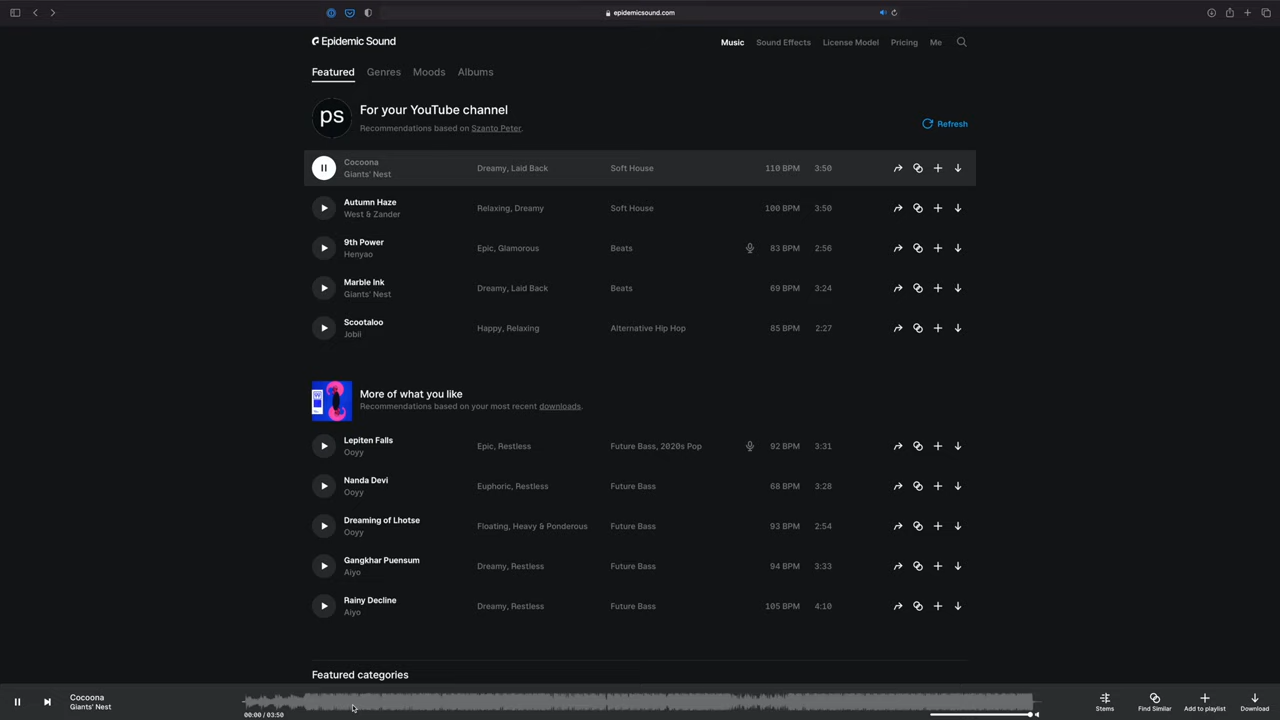 epidemicsound.com
Epidemic Sound
Music Sound Effects License Model Pricing Me
Featured Genres Moods Albums
ps
For your YouTube channel
Recommendations based on Szanto Peter.
Refresh
Cocoona
Giants' Nest
Dreamy, Laid Back Soft House 110 BPM 3:50
Autumn Haze
West & Zander
Relaxing, Dreamy Soft House 100 BPM 3:50
9th Power
Henyao
Epic, Glamorous Beats 83 BPM 2:56
Marble Ink
Giants' Nest
Dreamy, Laid Back Beats 69 BPM 3:24
Scootaloo
Jobii
Happy, Relaxing Alternative Hip Hop 85 BPM 2:27
More of what you like
Recommendations based on your most recent downloads.
Lepiten Falls
Ooyy
Epic, Restless Future Bass, 2020s Pop 92 BPM 3:31
Nanda Devi
Ooyy
Euphoric, Restless Future Bass 68 BPM 3:28
Dreaming of Lhotse
Ooyy
Floating, Heavy & Ponderous Future Bass 93 BPM 2:54
Gangkhar Puensum
Aiyo
Dreamy, Restless Future Bass 94 BPM 3:33
Rainy Decline
Aiyo
Dreamy, Restless Future Bass 105 BPM 4:10
Featured categories
Cocoona
Giants' Nest
00:00 / 03:50
Stems Find Similar Add to playlist Download